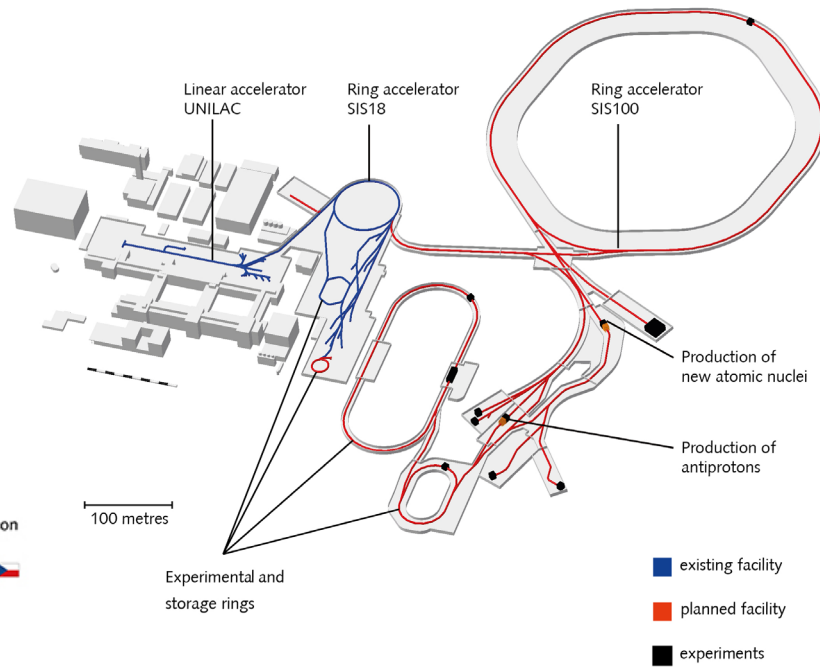 Linear accelerator
UNILAC
Ring accelerator
SIS18
Ring accelerator
SIS100
Production of
new atomic nuclei
Production of
antiprotons
100 metres
on
Experimental and
storage rings
existing facility
planned facility
experiments